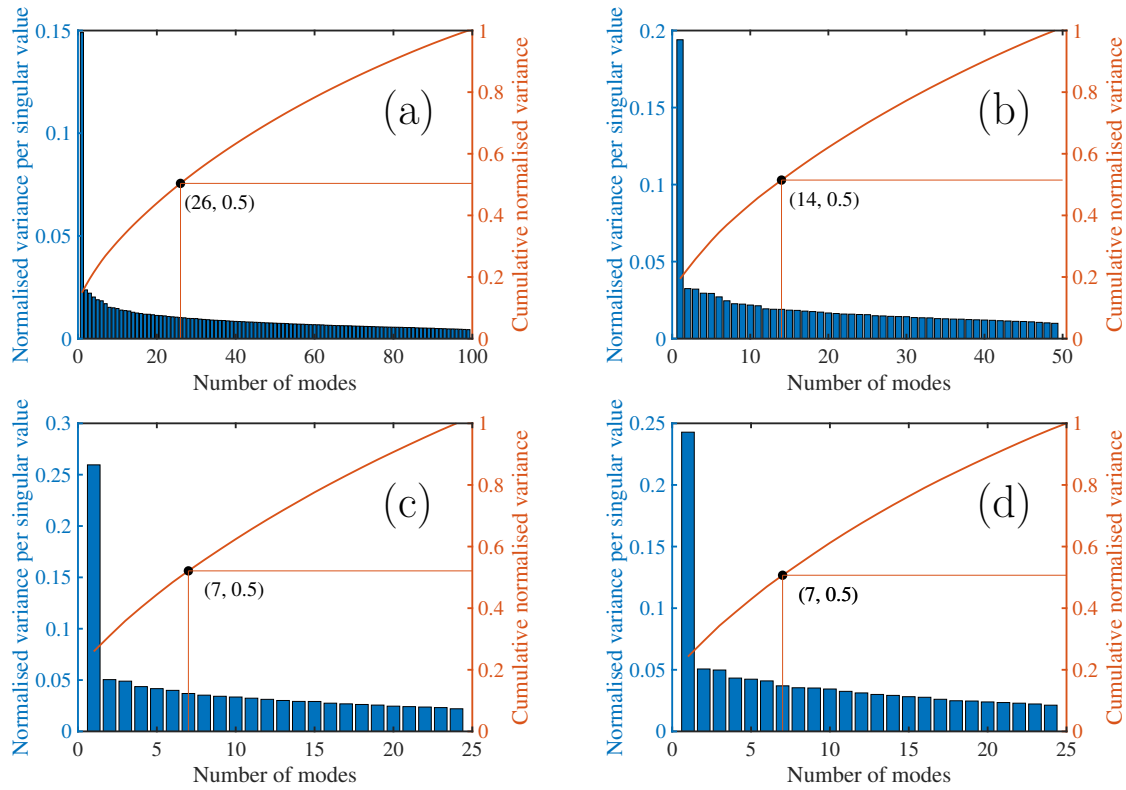 Normalised variance per singular value
0.15
0.1
0.05
0
1
0.8
0.6
0.4
0.2
0
Cumulative normalised variance
(a)
(26, 0.5)
0 20 40 60 80 100
Number of modes
Normalised variance per singular value
0.2
0.15
0.1
0.05
0
1
0.8
0.6
0.4
0.2
0
Cumulative normalised variance
(b)
(14, 0.5)
0 10 20 30 40 50
Number of modes
Normalised variance per singular value
0.3
0.25
0.2
0.15
0.1
0.05
0
1
0.8
0.6
0.4
0.2
0
Cumulative normalised variance
(c)
(7, 0.5)
0 5 10 15 20 25
Number of modes
Normalised variance per singular value
0.25
0.2
0.15
0.1
0.05
0
1
0.8
0.6
0.4
0.2
0
Cumulative normalised variance
(d)
(7, 0.5)
0 5 10 15 20 25
Number of modes